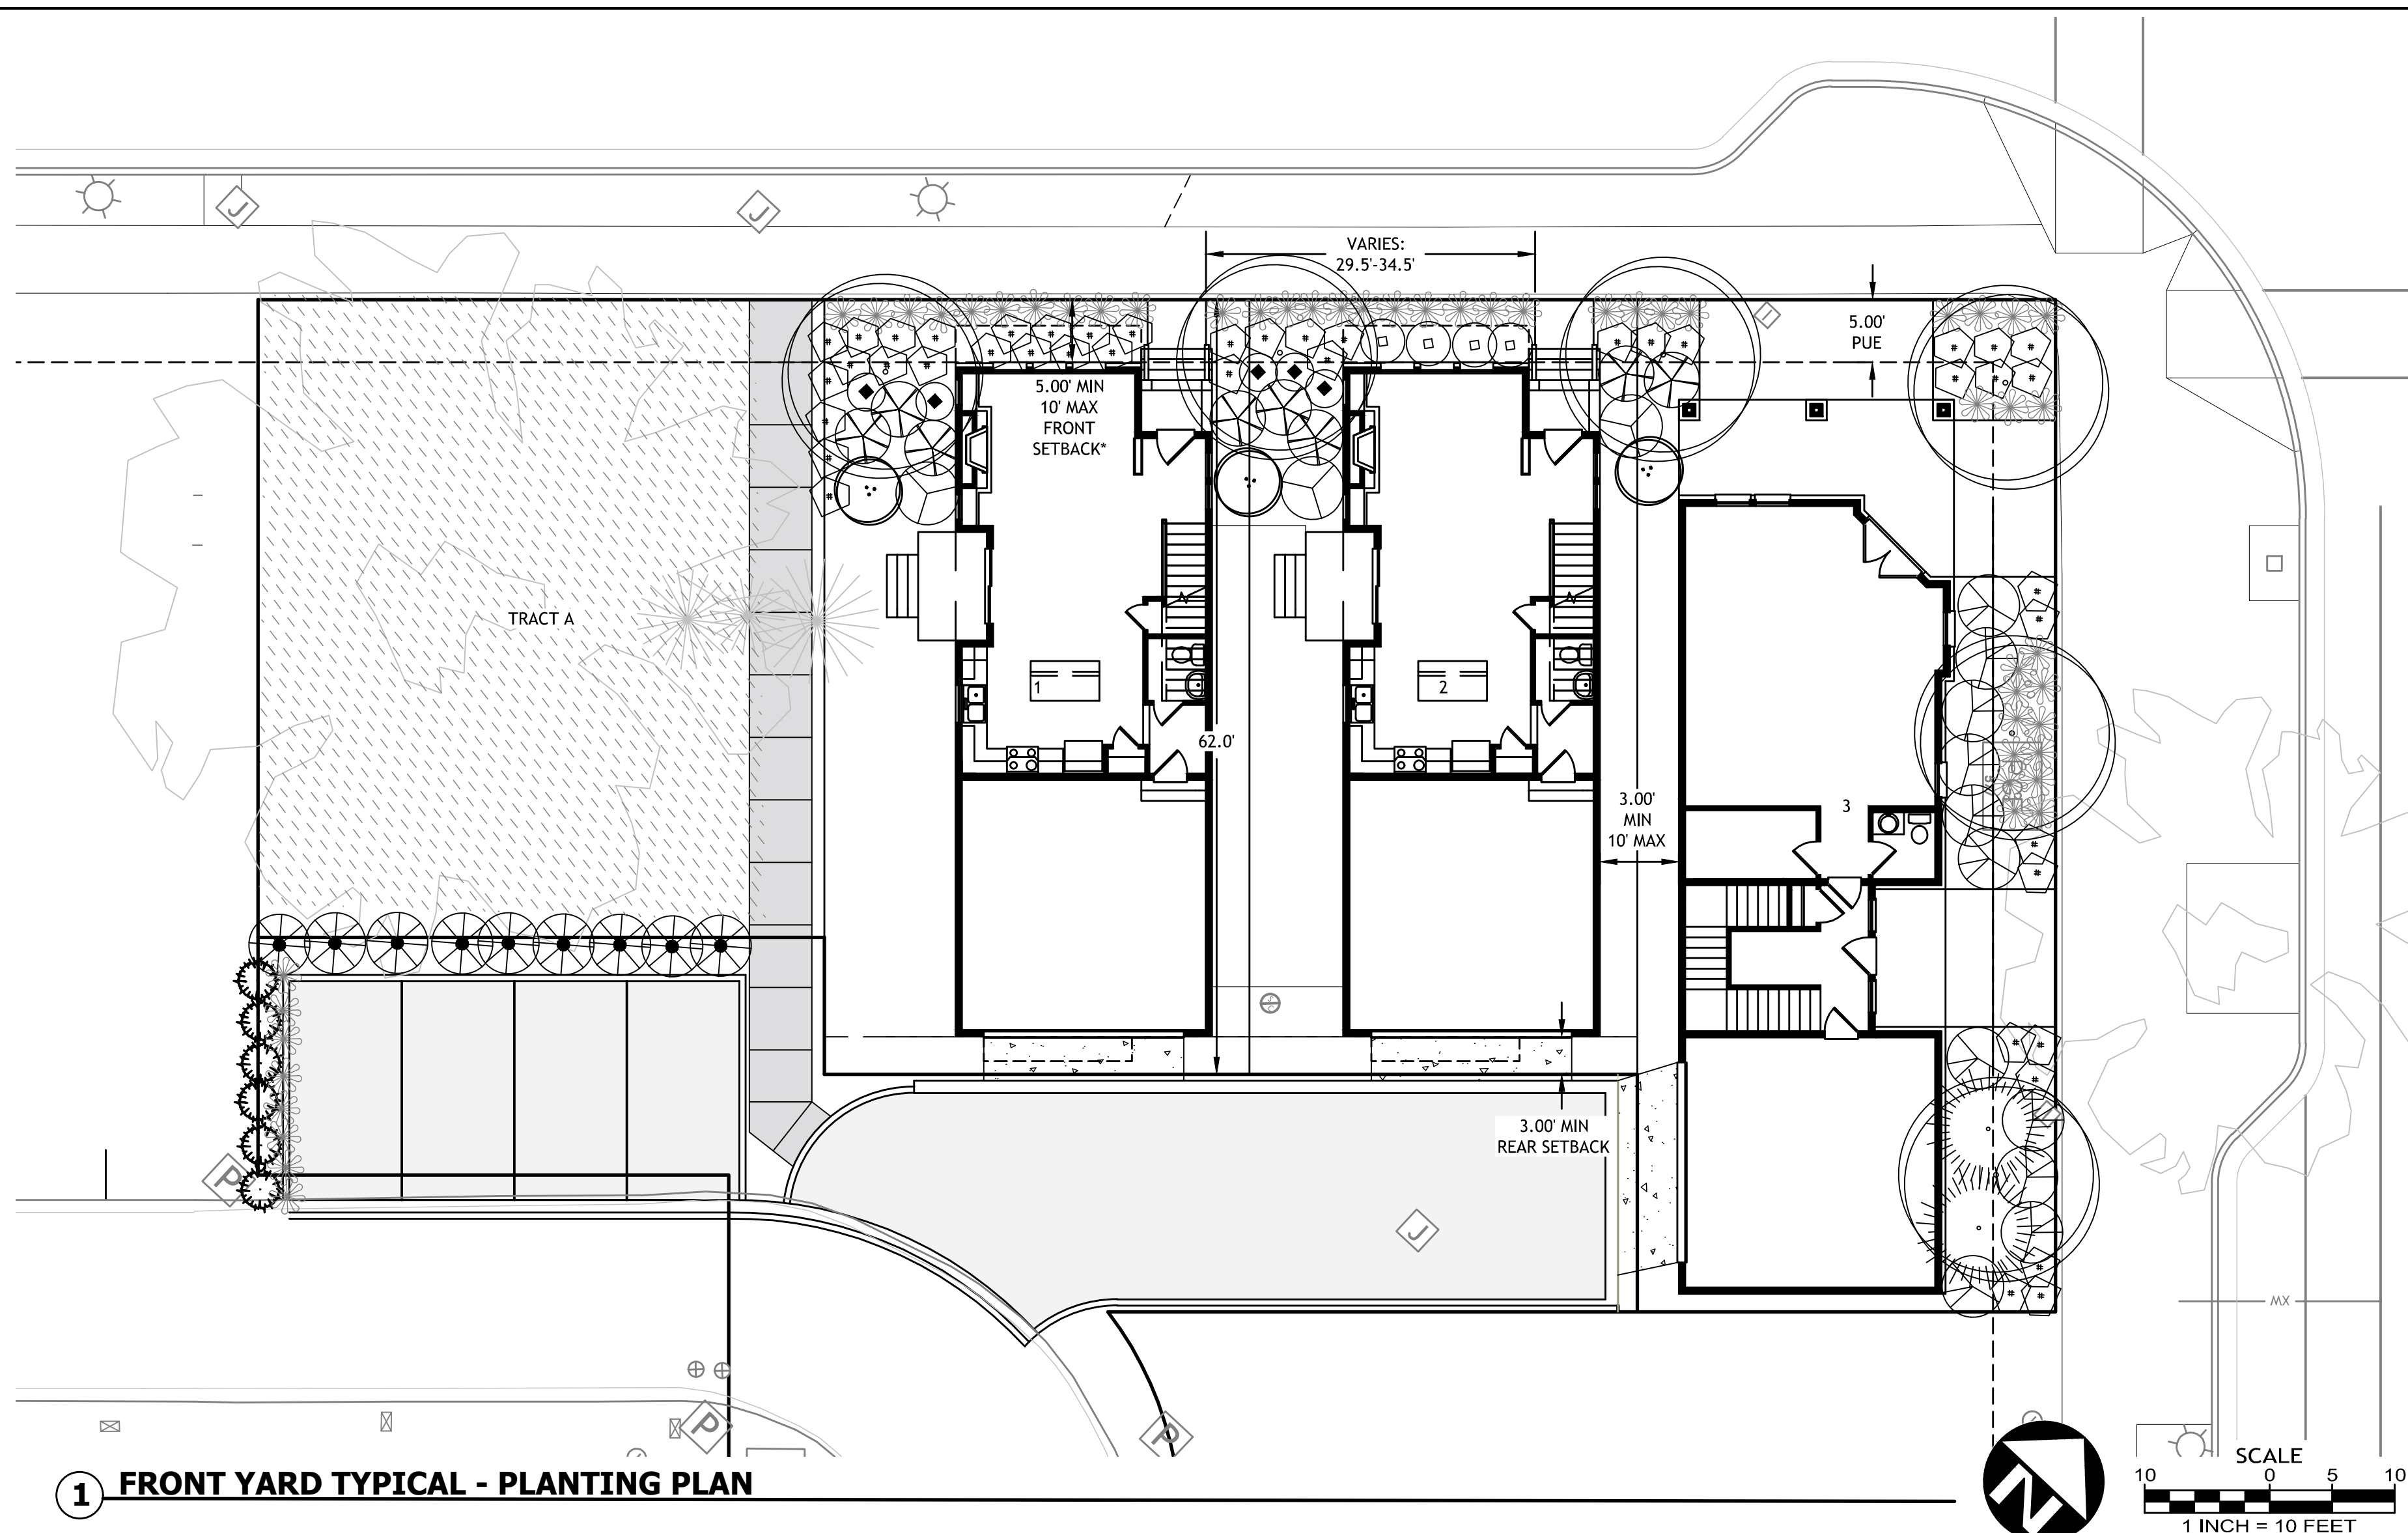 J
J
VARIES:
29.5'-34.5'
5.00'
PUE
5.00' MIN
10' MAX
FRONT
SETBACK*
TRACT A
1
2
62.0'
3.00'
MIN
10' MAX
3
3.00' MIN
REAR SETBACK
P
J
MX
P
P
SCALE
10 0 5 10
1 INCH = 10 FEET
N
1 FRONT YARD TYPICAL - PLANTING PLAN